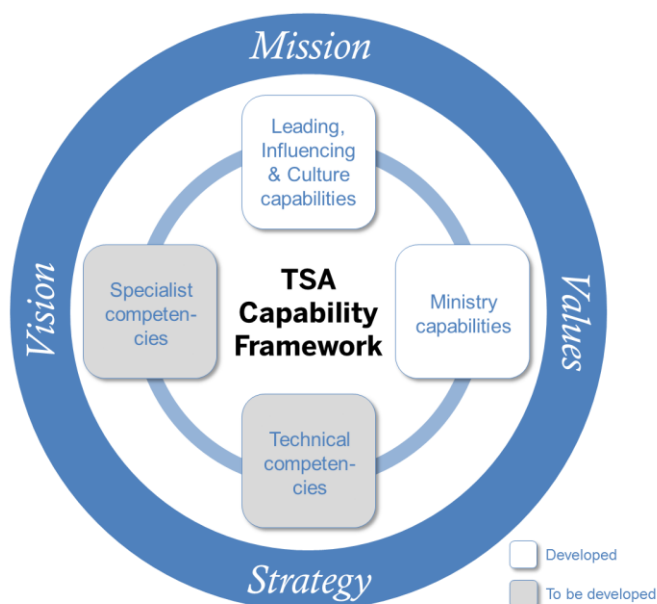 Mission
Leading,
Influencing
& Culture
capabilities
Vision
Specialist
competen-
cies
TSA
Capability
Framework
Ministry
capabilities
Values
Technical
competen-
cies
Strategy
Developed
To be developed